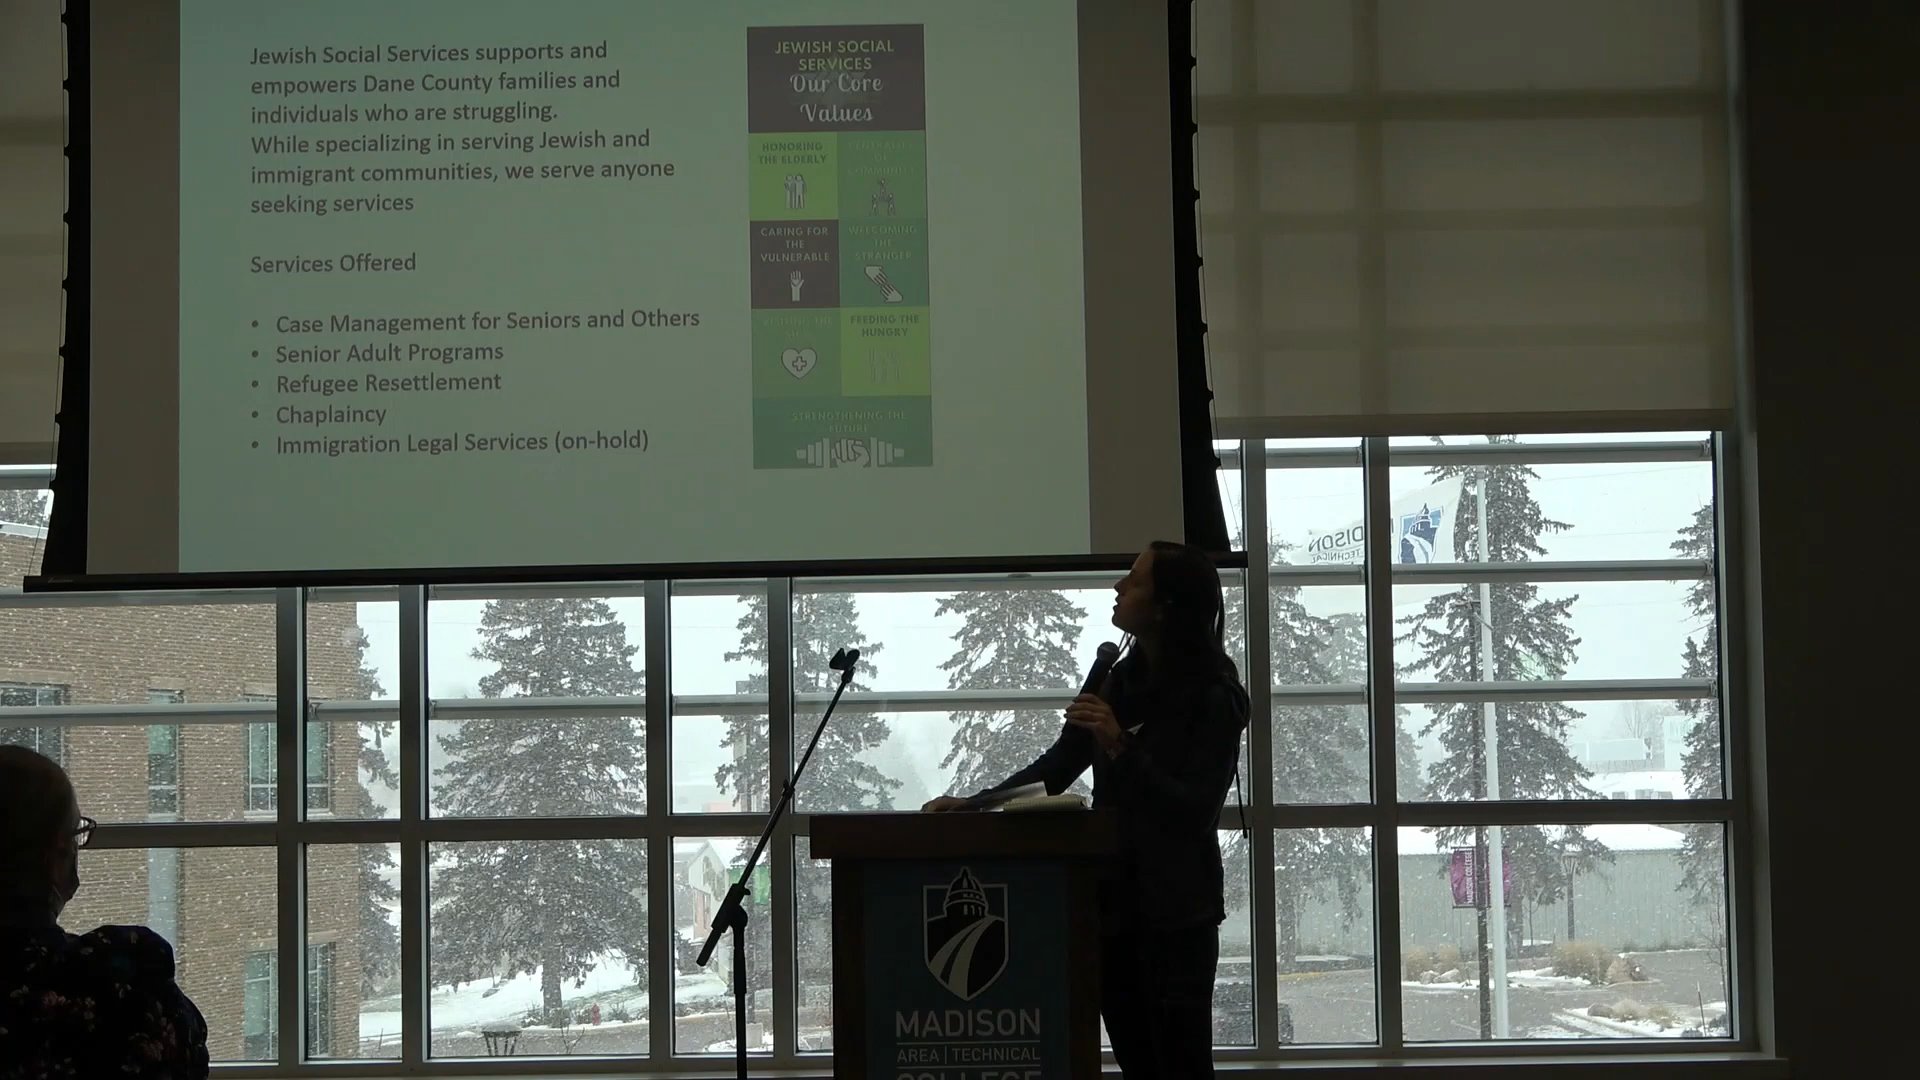 Jewish Social Services supports and
empowers Dane County families and
individuals who are struggling.
While specializing in serving Jewish and
immigrant communities, we serve anyone
seeking services
Services Offered
• Case Management for Seniors and Others
• Senior Adult Programs
• Refugee Resettlement
• Chaplaincy
• Immigration Legal Services (on-hold)
JEWISH SOCIAL
SERVICES
Our Core
Values
HONORING
THE ELDERLY
CARING FOR
THE
VULNERABLE
WELCOMING
THE
STRANGER
FEEDING THE
HUNGRY
STRENGTHENING THE
FUTURE
MADISON
AREA | TECHNICAL
COLLEGE
MADISON COLLEGE